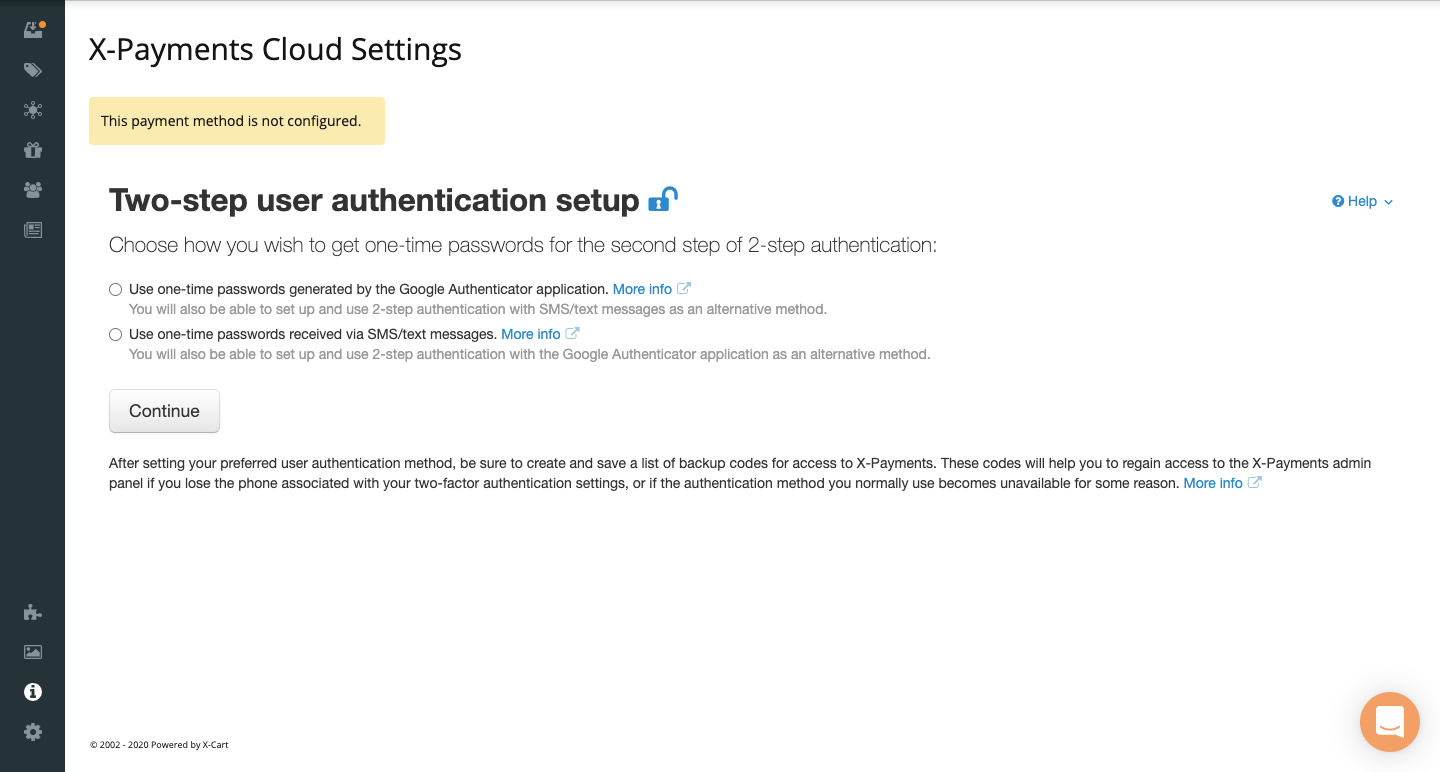 X-Payments Cloud Settings
This payment method is not configured.
Two-step user authentication setup
Help
Choose how you wish to get one-time passwords for the second step of 2-step authentication:
Use one-time passwords generated by the Google Authenticator application. More info
You will also be able to set up and use 2-step authentication with SMS/text messages as an alternative method.
Use one-time passwords received via SMS/text messages. More info
You will also be able to set up and use 2-step authentication with the Google Authenticator application as an alternative method.
Continue
After setting your preferred user authentication method, be sure to create and save a list of backup codes for access to X-Payments. These codes will help you to regain access to the X-Payments admin
panel if you lose the phone associated with your two-factor authentication settings, or if the authentication method you normally use becomes unavailable for some reason. More info
© 2002 - 2020 Powered by X-Cart